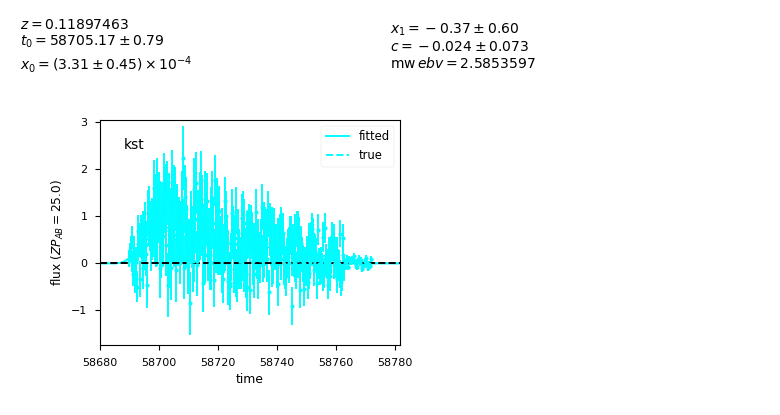 z = 0.11897463
t₀ = 58705.17 ± 0.79
x₀ = (3.31 ± 0.45) × 10⁻⁴
x₁ = −0.37 ± 0.60
c = −0.024 ± 0.073
mw ebv = 2.5853597
kst
fitted
true
flux (ZP_AB = 25.0)
3
2
1
0
−1
58680 58700 58720 58740 58760 58780
time